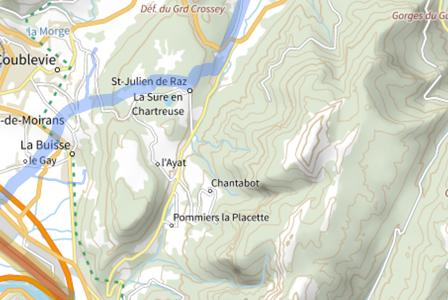 Déf. du Grd Crossey
Gorges du Gu
la Morge
Coublevie
St-Julien de Raz
La Sure en
Chartreuse
-de-Moirans
La Buisse
le Gay
l'Ayat
Chantabot
Pommiers la Placette